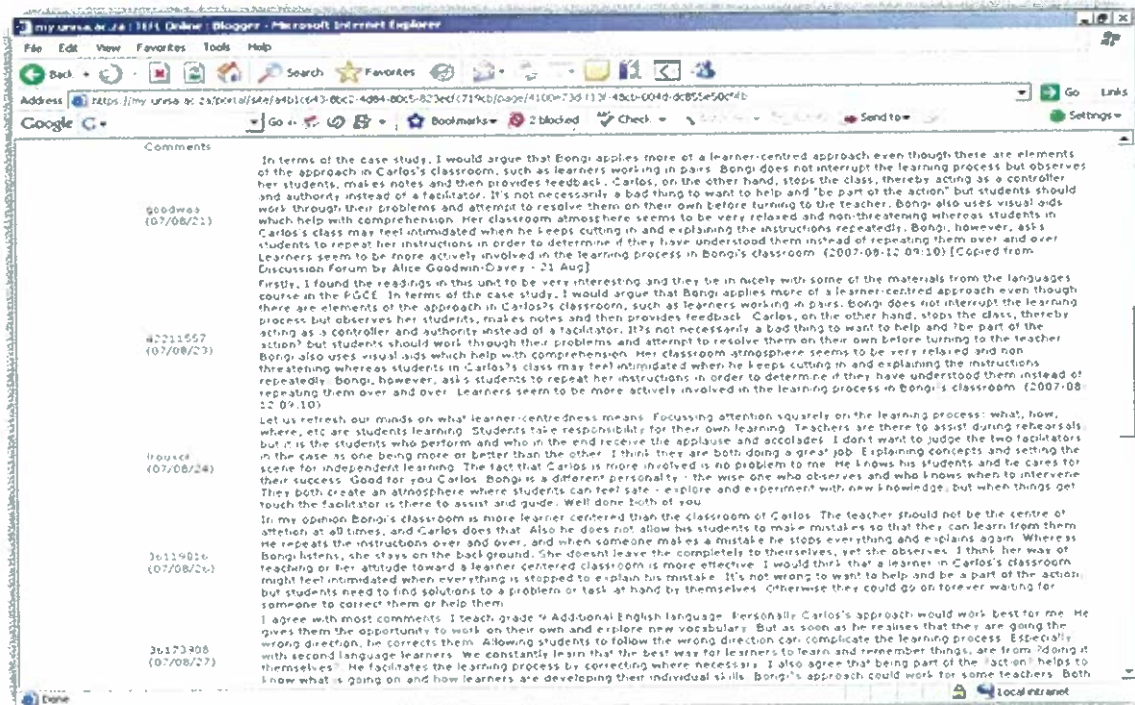 my unisa.ac.za : TEFL Online : Blogger - Microsoft Internet Explorer
File Edit View Favorites Tools Help
Back Search Favorites
Address Go Links
Google G Go Bookmarks 2 blocked Check Send to Settings
Comments
In terms of the case study, I would argue that Bongi applies more of a learner-centred approach even though there are elements
of the approach in Carlos's classroom, such as learners working in pairs. Bongi does not interrupt the learning process but observes
her students, makes notes and then provides feedback. Carlos, on the other hand, stops the class, thereby acting as a controller
and authority instead of a facilitator. It's not necessarily a bad thing to want to help and "be part of the action" but students should
goodwaa work through their problems and attempt to resolve them on their own before turning to the teacher. Bongi also uses visual aids
(07/08/21) which help with comprehension. Her classroom atmosphere seems to be very relaxed and non-threatening whereas students in
Carlos's class may feel intimidated when he keeps cutting in and explaining the instructions repeatedly. Bongi, however, asks
students to repeat her instructions in order to determine if they have understood them instead of repeating them over and over.
Learners seem to be more actively involved in the learning process in Bongi's classroom. (2007-08-12 09:10) [Copied from
Discussion Forum by Alice Goodwin-Davey - 21 Aug]
Firstly, I found the readings in this unit to be very interesting and they tie in nicely with some of the materials from the languages
course in the PGCE. In terms of the case study, I would argue that Bongi applies more of a learner-centred approach even though
there are elements of the approach in Carlos?s classroom, such as learners working in pairs. Bongi does not interrupt the learning
process but observes her students, makes notes and then provides feedback. Carlos, on the other hand, stops the class, thereby
acting as a controller and authority instead of a facilitator. It?s not necessarily a bad thing to want to help and ?be part of the
42211557 action? but students should work through their problems and attempt to resolve them on their own before turning to the teacher.
(07/08/23) Bongi also uses visual aids which help with comprehension. Her classroom atmosphere seems to be very relaxed and non
threatening whereas students in Carlos?s class may feel intimidated when he keeps cutting in and explaining the instructions
repeatedly. Bongi, however, asks students to repeat her instructions in order to determine if they have understood them instead of
repeating them over and over. Learners seem to be more actively involved in the learning process in Bongi's classroom. (2007-08-
12 09:10)
Let us refresh our minds on what learner-centredness means. Focussing attention squarely on the learning process: what, how,
where, etc are students learning. Students take responsibility for their own learning. Teachers are there to assist during rehearsals,
but it is the students who perform and who in the end receive the applause and accolades. I don't want to judge the two facilitators
in the case as one being more or better than the other. I think they are both doing a great job. Explaining concepts and setting the
(07/08/24) scene for independent learning. The fact that Carlos is more involved is no problem to me. He knows his students and he cares for
their success. Good for you Carlos. Bongi is a different personality - the wise one who observes and who knows when to intervene.
They both create an atmosphere where students can feel safe - explore and experiment with new knowledge, but when things get
touch the facilitator is there to assist and guide. Well done both of you.
In my opinion Bongi's classroom is more learner centered than the classroom of Carlos. The teacher should not be the centre of
attetion at all times, and Carlos does that. Also he does not allow his students to make mistakes so that they can learn from them.
He repeats the instructions over and over, and when someone makes a mistake he stops everything and explains again. Whereas
36119816 Bongi listens, she stays on the back ground. She doesnt leave the completely to theirselves, yet she observes. I think her way of
(07/08/26) teaching or her attitude toward a learner centered classroom is more effective. I would think that a learner in Carlos's classroom
might feel intimidated when everything is stopped to explain his mistake. It's not wrong to want to help and be a part of the action,
but students need to find solutions to a problem or task at hand by themselves. Otherwise they could go on forever waiting for
someone to correct them or help them.
I agree with most comments. I teach grade 9 Additional English language. Personally Carlos's approach would work best for me. He
gives them the opportunity to work on their own and explore new vocabulary. But as soon as he realises that they are going the
wrong direction, he corrects them. Allowing students to follow the wrong direction can complicate the learning process. Especially
36173908 with second language learners. We constantly learn that the best way for learners to learn and remember things, are from ?doing it
(07/08/27) themselves?. He facilitates the learning process by correcting where necessary. I also agree that being part of the ?action? helps to
know what is going on and how learners are developing their individual skills. Bongi's approach could work for some teachers. Both
Done Local intranet